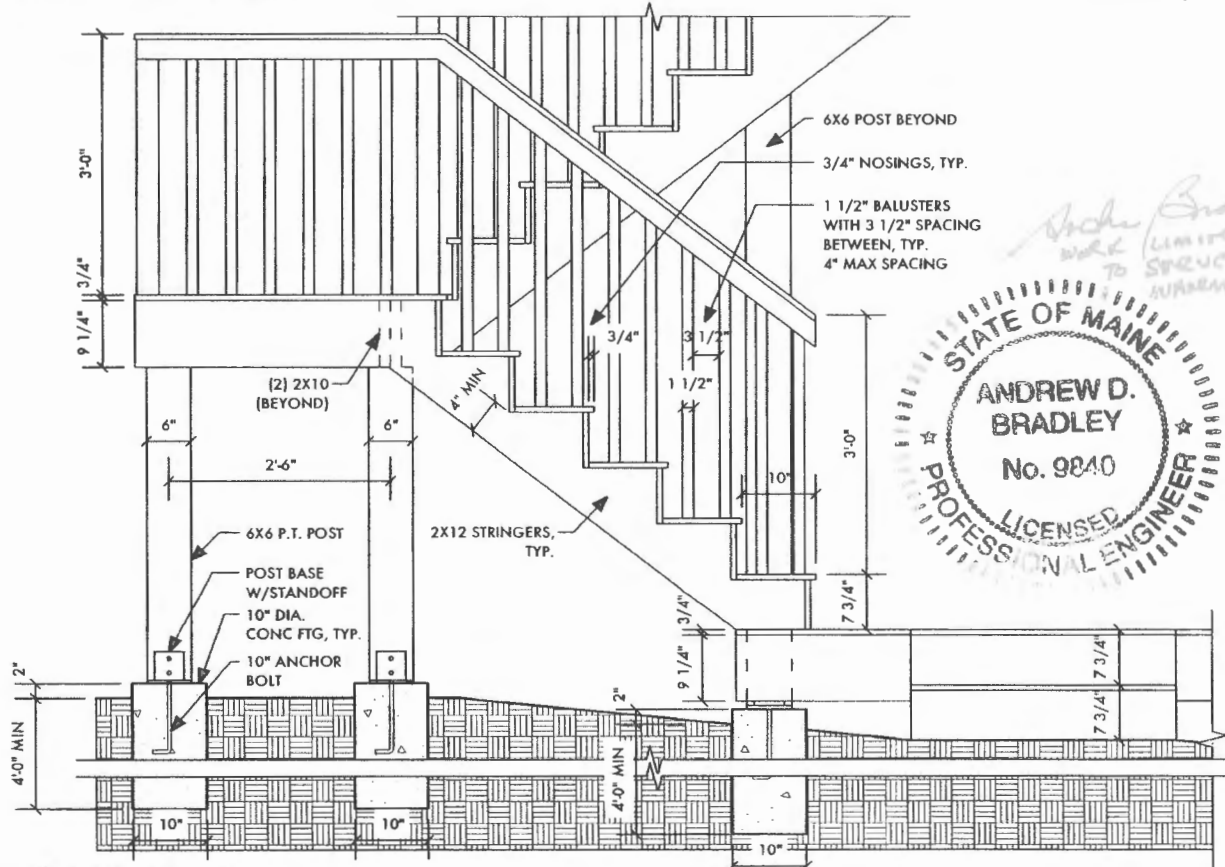 3'-0"
3/4"
9 1/4"
(2) 2X10
(BEYOND)
6"
6"
2'-6"
6X6 P.T. POST
POST BASE
W/STANDOFF
10" DIA.
CONC FTG, TYP.
10" ANCHOR
BOLT
2"
4'-0" MIN
10"
10"
4" MIN
2X12 STRINGERS,
TYP.
6X6 POST BEYOND
3/4" NOSINGS, TYP.
1 1/2" BALUSTERS
WITH 3 1/2" SPACING
BETWEEN, TYP.
4" MAX SPACING
3/4"
3 1/2"
1 1/2"
10"
3'-0"
7 3/4"
3/4"
9 1/4"
2"
4'-0" MIN
10"
7 3/4"
7 3/4"
WORK LIMITED
TO
STATE OF MAINE
ANDREW D.
BRADLEY
No. 9840
LICENSED
PROFESSIONAL ENGINEER